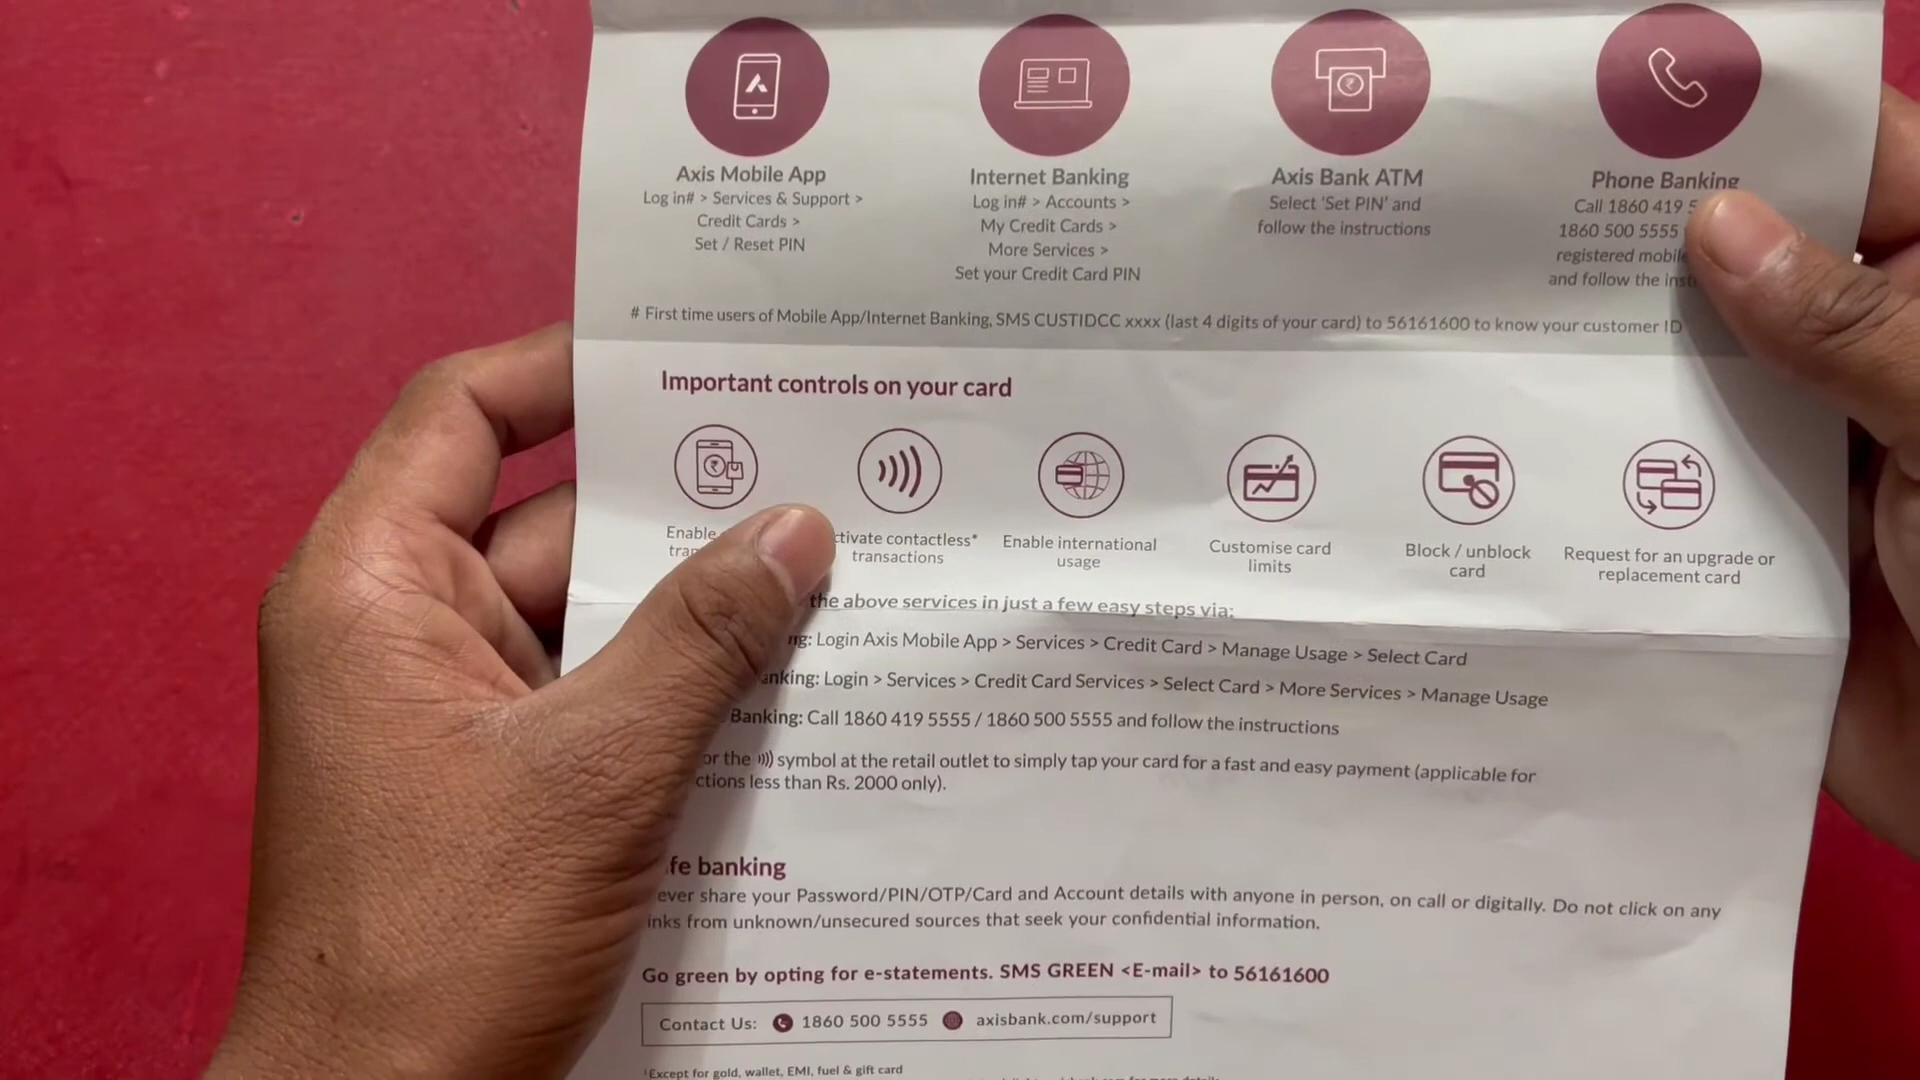 Axis Mobile App
Log in# > Services & Support >
Credit Cards >
Set / Reset PIN
Internet Banking
Log in# > Accounts >
My Credit Cards >
More Services >
Set your Credit Card PIN
Axis Bank ATM
Select 'Set PIN' and
follow the instructions
Phone Banking
Call 1860 419
1860 500 5555
registered
and follow the
# First time users of Mobile App/Internet Banking, SMS CUSTIDCC xxxx (last 4 digits of your card) to 56161600 to know your customer ID
Important controls on your card
Enable
contactless*
transactions
Enable international
usage
Customise card
limits
Block / unblock
card
Request for an upgrade or
replacement card
the above services in just a few easy steps via:
Login Axis Mobile App > Services > Credit Card > Manage Usage > Select Card
Login > Services > Credit Card Services > Select Card > More Services > Manage Usage
Banking: Call 1860 419 5555 / 1860 500 5555 and follow the instructions
the symbol at the retail outlet to simply tap your card for a fast and easy payment (applicable for
less than Rs. 2000 only).
banking
share your Password/PIN/OTP/Card and Account details with anyone in person, on call or digitally. Do not click on any
from unknown/unsecured sources that seek your confidential information.
Go green by opting for e-statements. SMS GREEN <E-mail> to 56161600
Contact Us: 1860 500 5555 axisbank.com/support
Except for gold, wallet, EMI, fuel & gift card